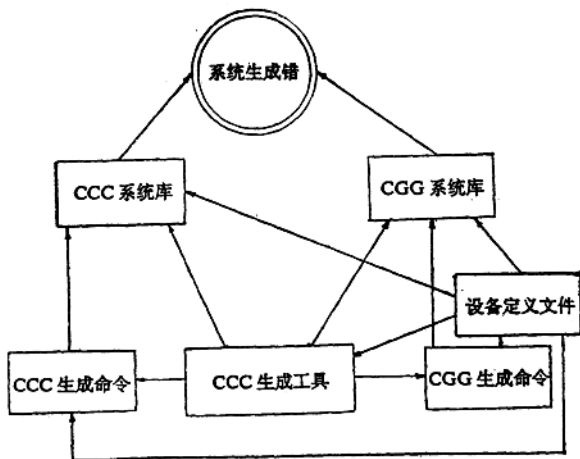 系统生成错
CCC 系统库
CGG 系统库
设备定义文件
CCC 生成命令
CCC 生成工具
CGG 生成命令